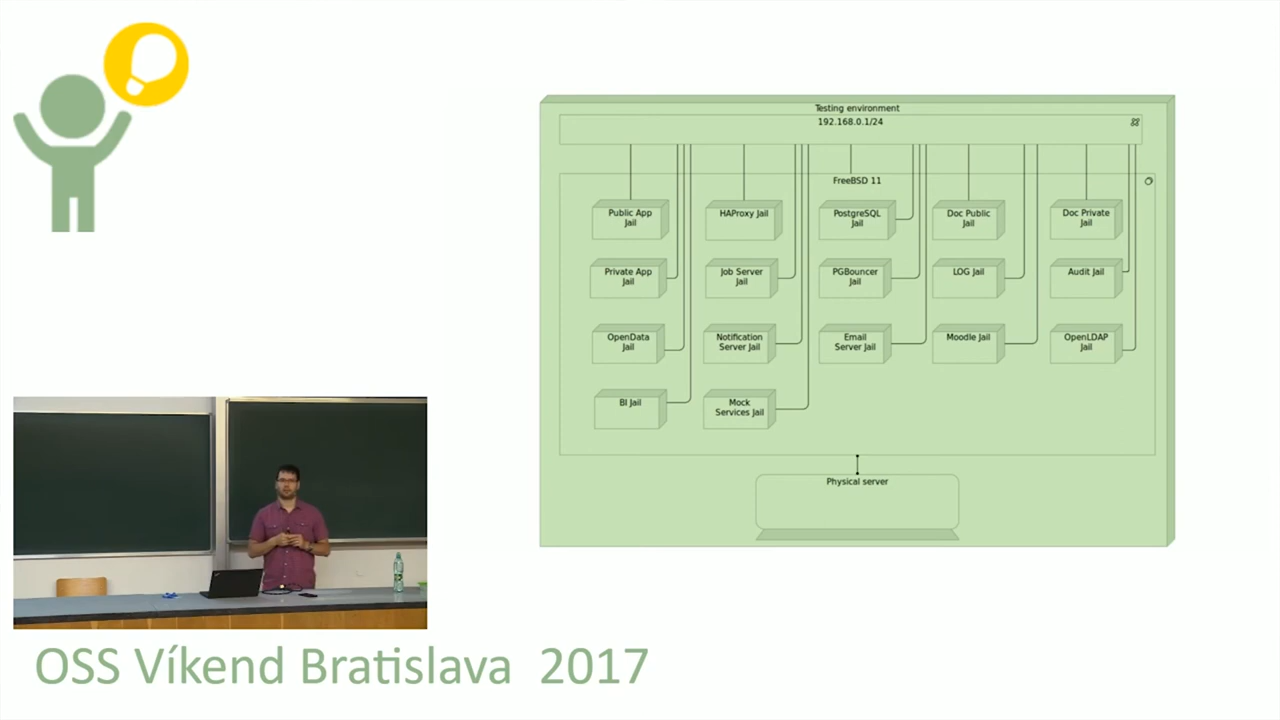 Testing environment
192.168.0.1/24
FreeBSD 11
Public App
Jail
HAProxy Jail
PostgreSQL
Jail
Doc Public
Jail
Doc Private
Jail
Private App
Jail
Job Server
Jail
PGBouncer
Jail
LOG Jail
Audit Jail
OpenData
Jail
Notification
Server Jail
Email
Server Jail
Moodle Jail
OpenLDAP
Jail
BI Jail
Mock
Services Jail
Physical server
OSS Víkend Bratislava 2017